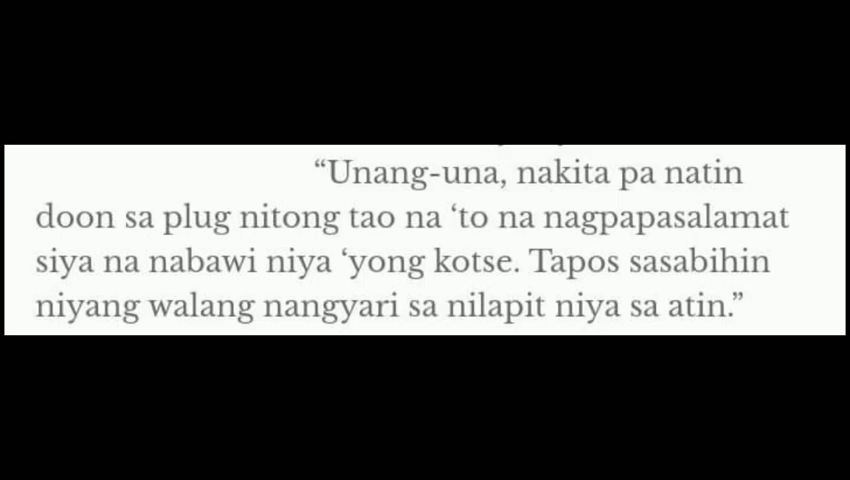 “Unang-una, nakita pa natin
doon sa plug nitong tao na ‘to na nagpapasalamat
siya na nabawi niya ‘yong kotse. Tapos sasabihin
niyang walang nangyari sa nilapit niya sa atin.”